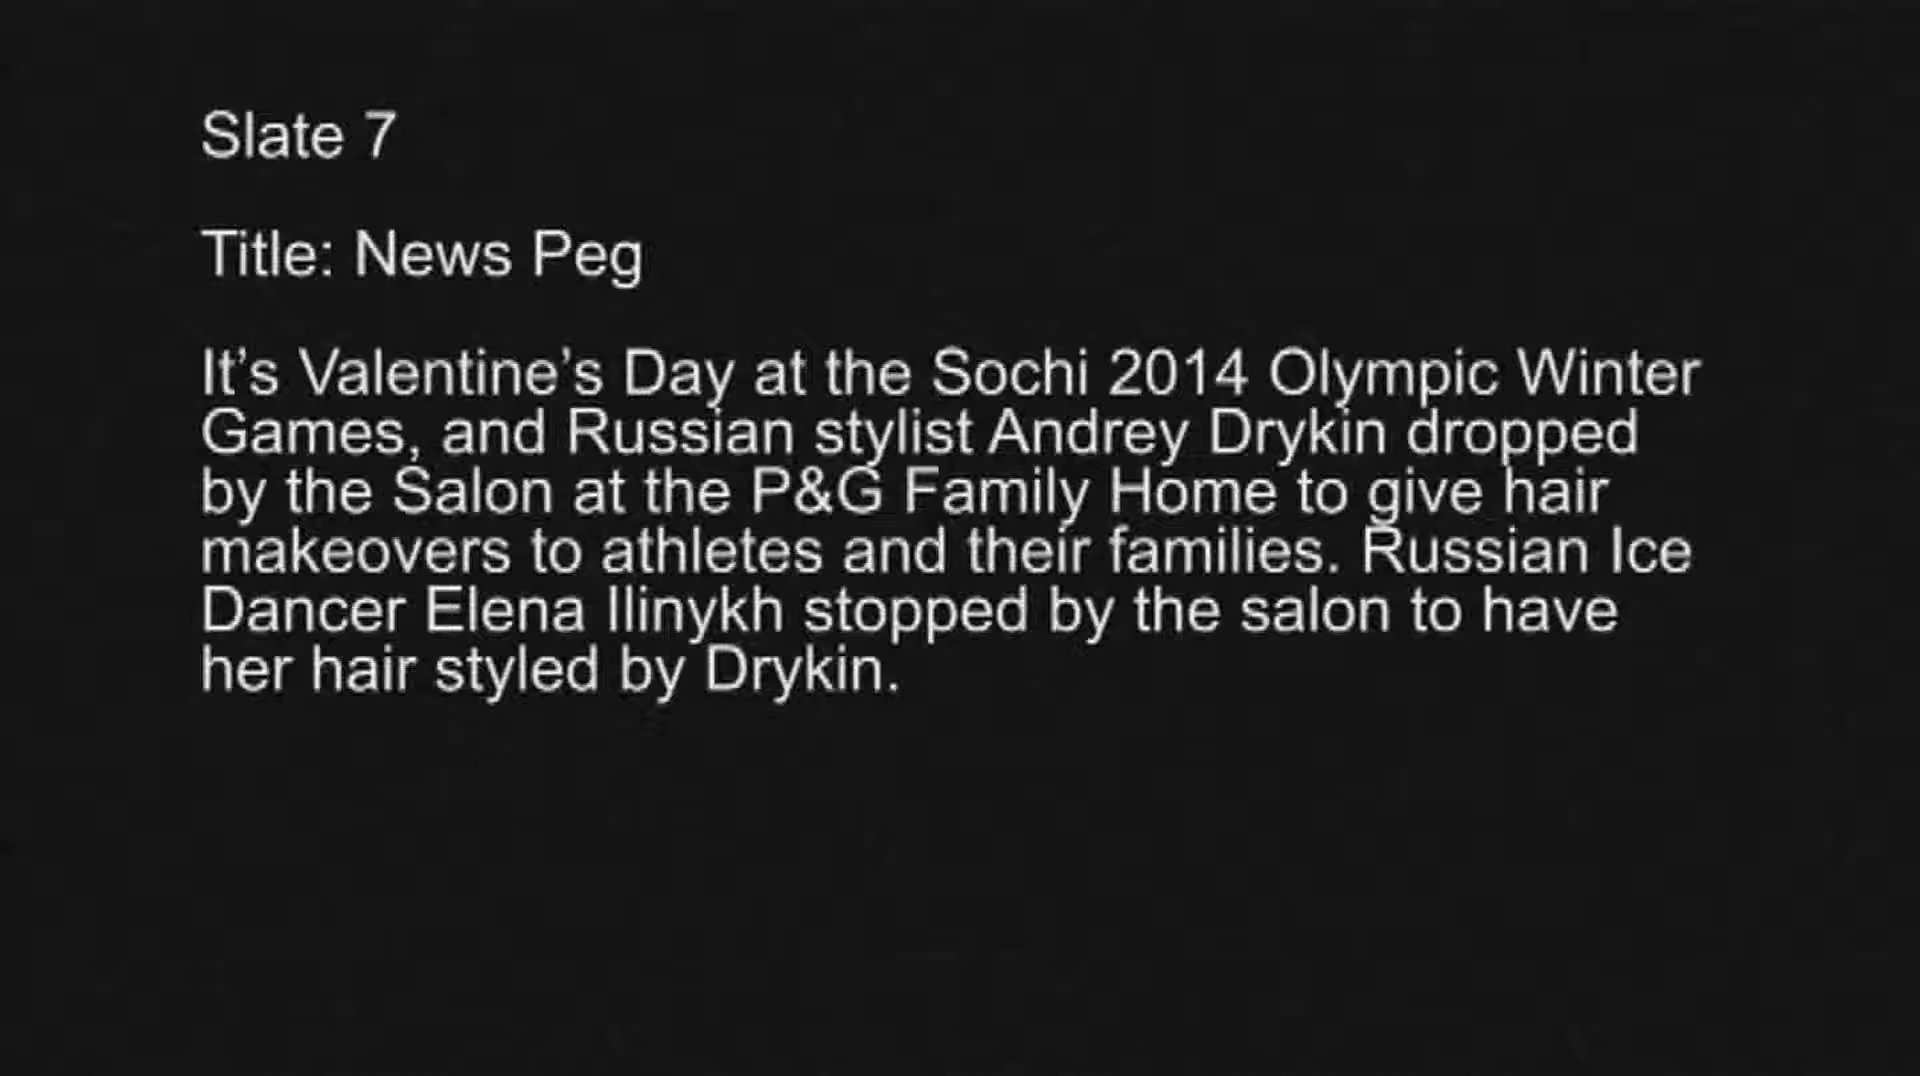 Slate 7
Title: News Peg
It’s Valentine’s Day at the Sochi 2014 Olympic Winter
Games, and Russian stylist Andrey Drykin dropped
by the Salon at the P&G Family Home to give hair
makeovers to athletes and their families. Russian Ice
Dancer Elena Ilinykh stopped by the salon to have
her hair styled by Drykin.